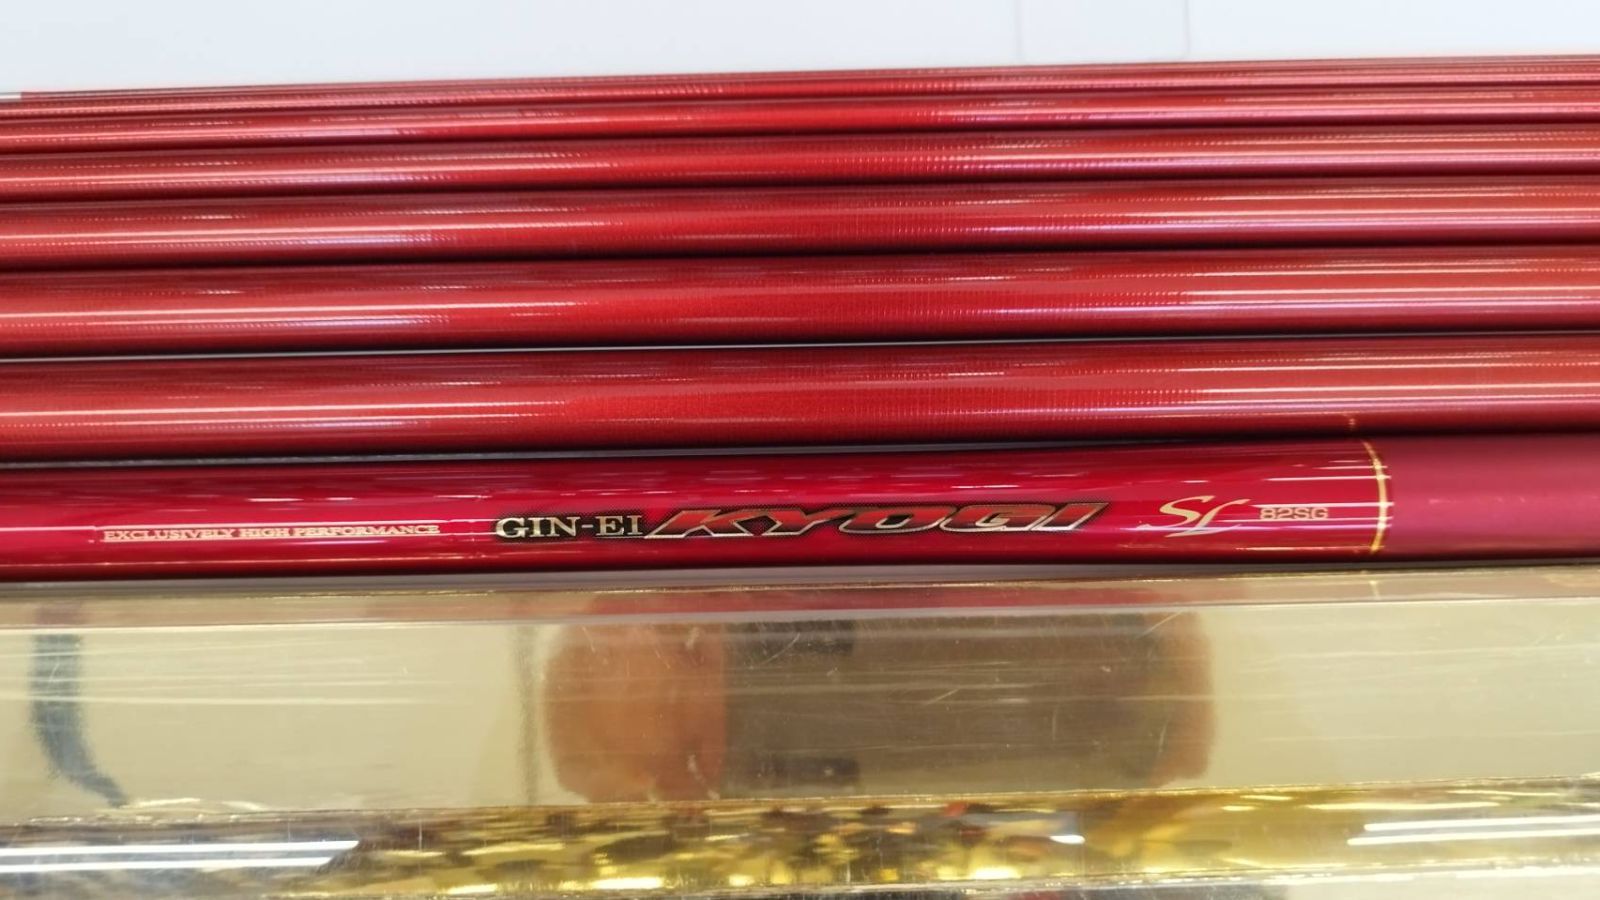 EXCLUSIVELY HIGH PERFORMANCE GIN-EI KYOGI SL 82SG